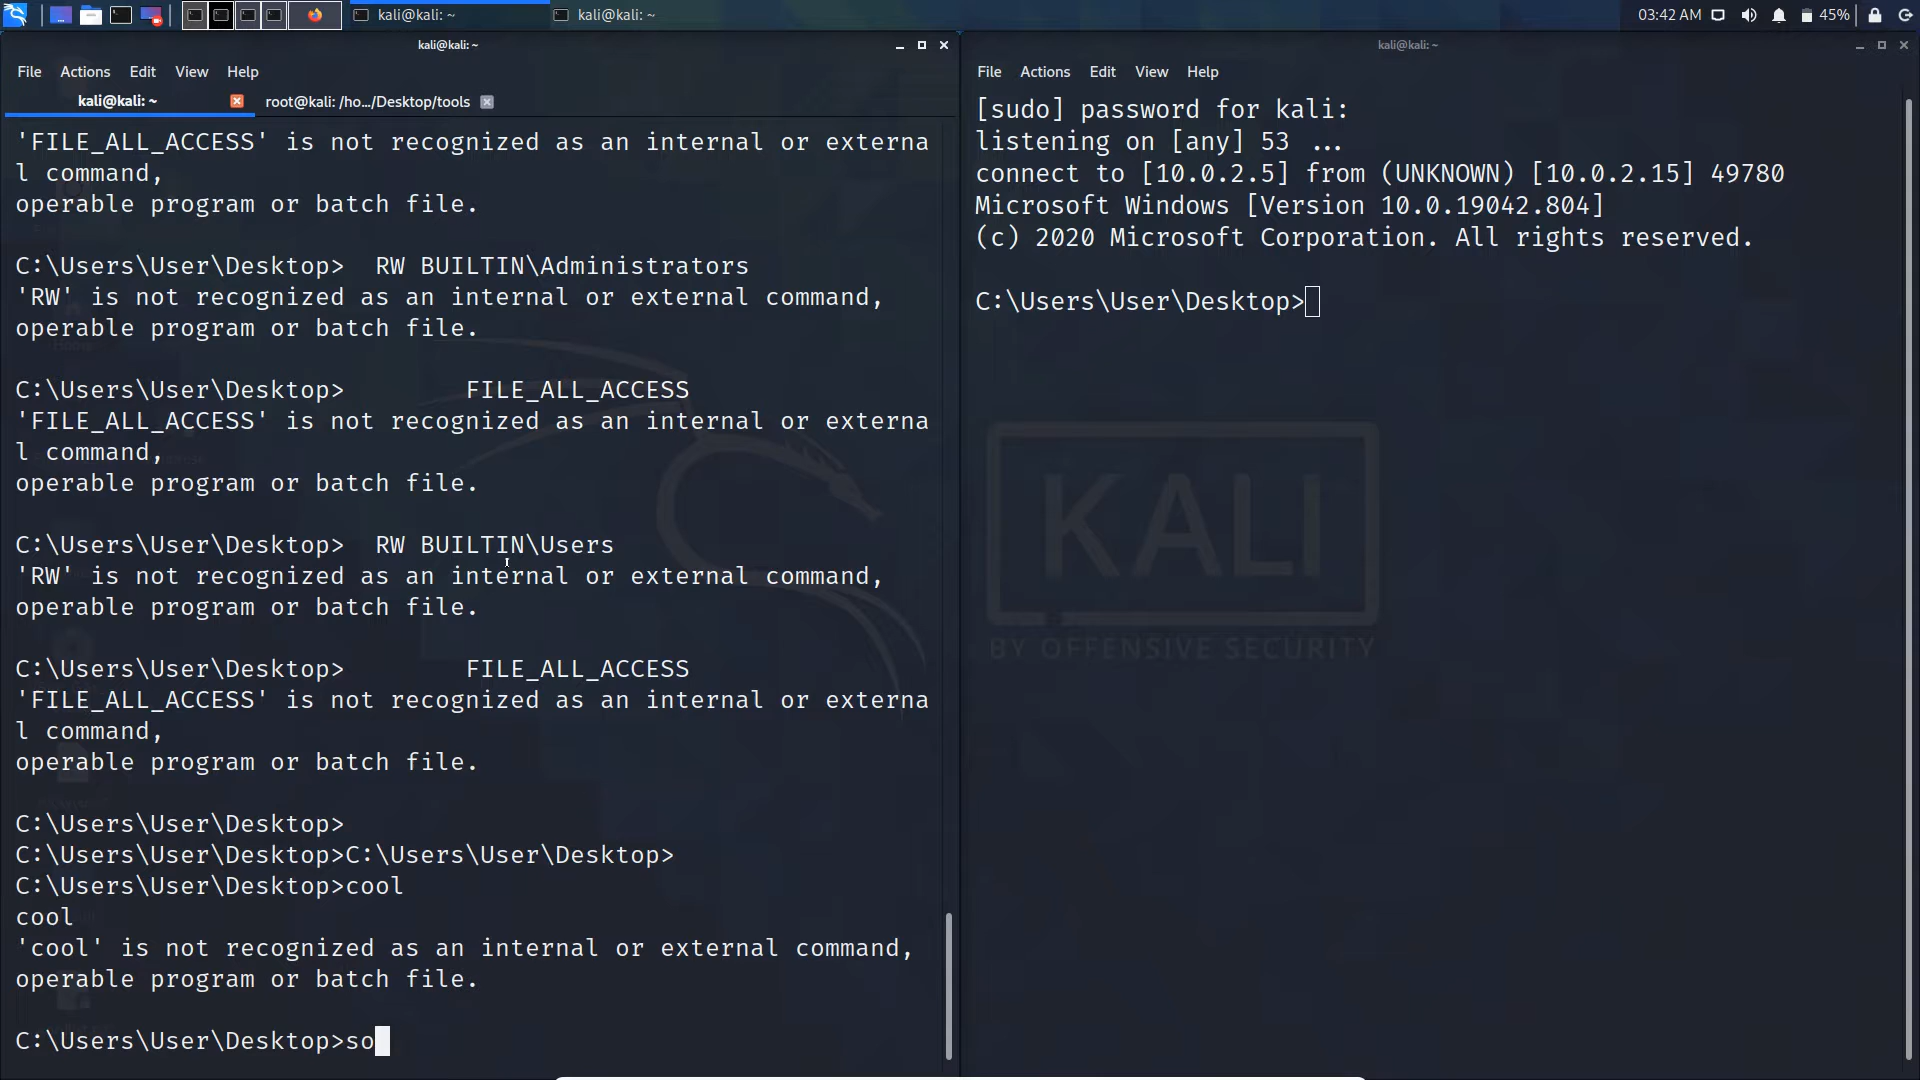 kali@kali: ~
kali@kali: ~
03:42 AM
45%
kali@kali: ~
File Actions Edit View Help
kali@kali: ~
root@kali: /ho.../Desktop/tools
'FILE_ALL_ACCESS' is not recognized as an internal or externa
l command,
operable program or batch file.
C:\Users\User\Desktop>  RW BUILTIN\Administrators
'RW' is not recognized as an internal or external command,
operable program or batch file.
C:\Users\User\Desktop>        FILE_ALL_ACCESS
'FILE_ALL_ACCESS' is not recognized as an internal or externa
l command,
operable program or batch file.
C:\Users\User\Desktop>  RW BUILTIN\Users
'RW' is not recognized as an internal or external command,
operable program or batch file.
C:\Users\User\Desktop>        FILE_ALL_ACCESS
'FILE_ALL_ACCESS' is not recognized as an internal or externa
l command,
operable program or batch file.
C:\Users\User\Desktop>
C:\Users\User\Desktop>C:\Users\User\Desktop>
C:\Users\User\Desktop>cool
cool
'cool' is not recognized as an internal or external command,
operable program or batch file.
C:\Users\User\Desktop>so
kali@kali: ~
File Actions Edit View Help
[sudo] password for kali:
listening on [any] 53 ...
connect to [10.0.2.5] from (UNKNOWN) [10.0.2.15] 49780
Microsoft Windows [Version 10.0.19042.804]
(c) 2020 Microsoft Corporation. All rights reserved.
C:\Users\User\Desktop>
KALI
BY OFFENSIVE SECURITY